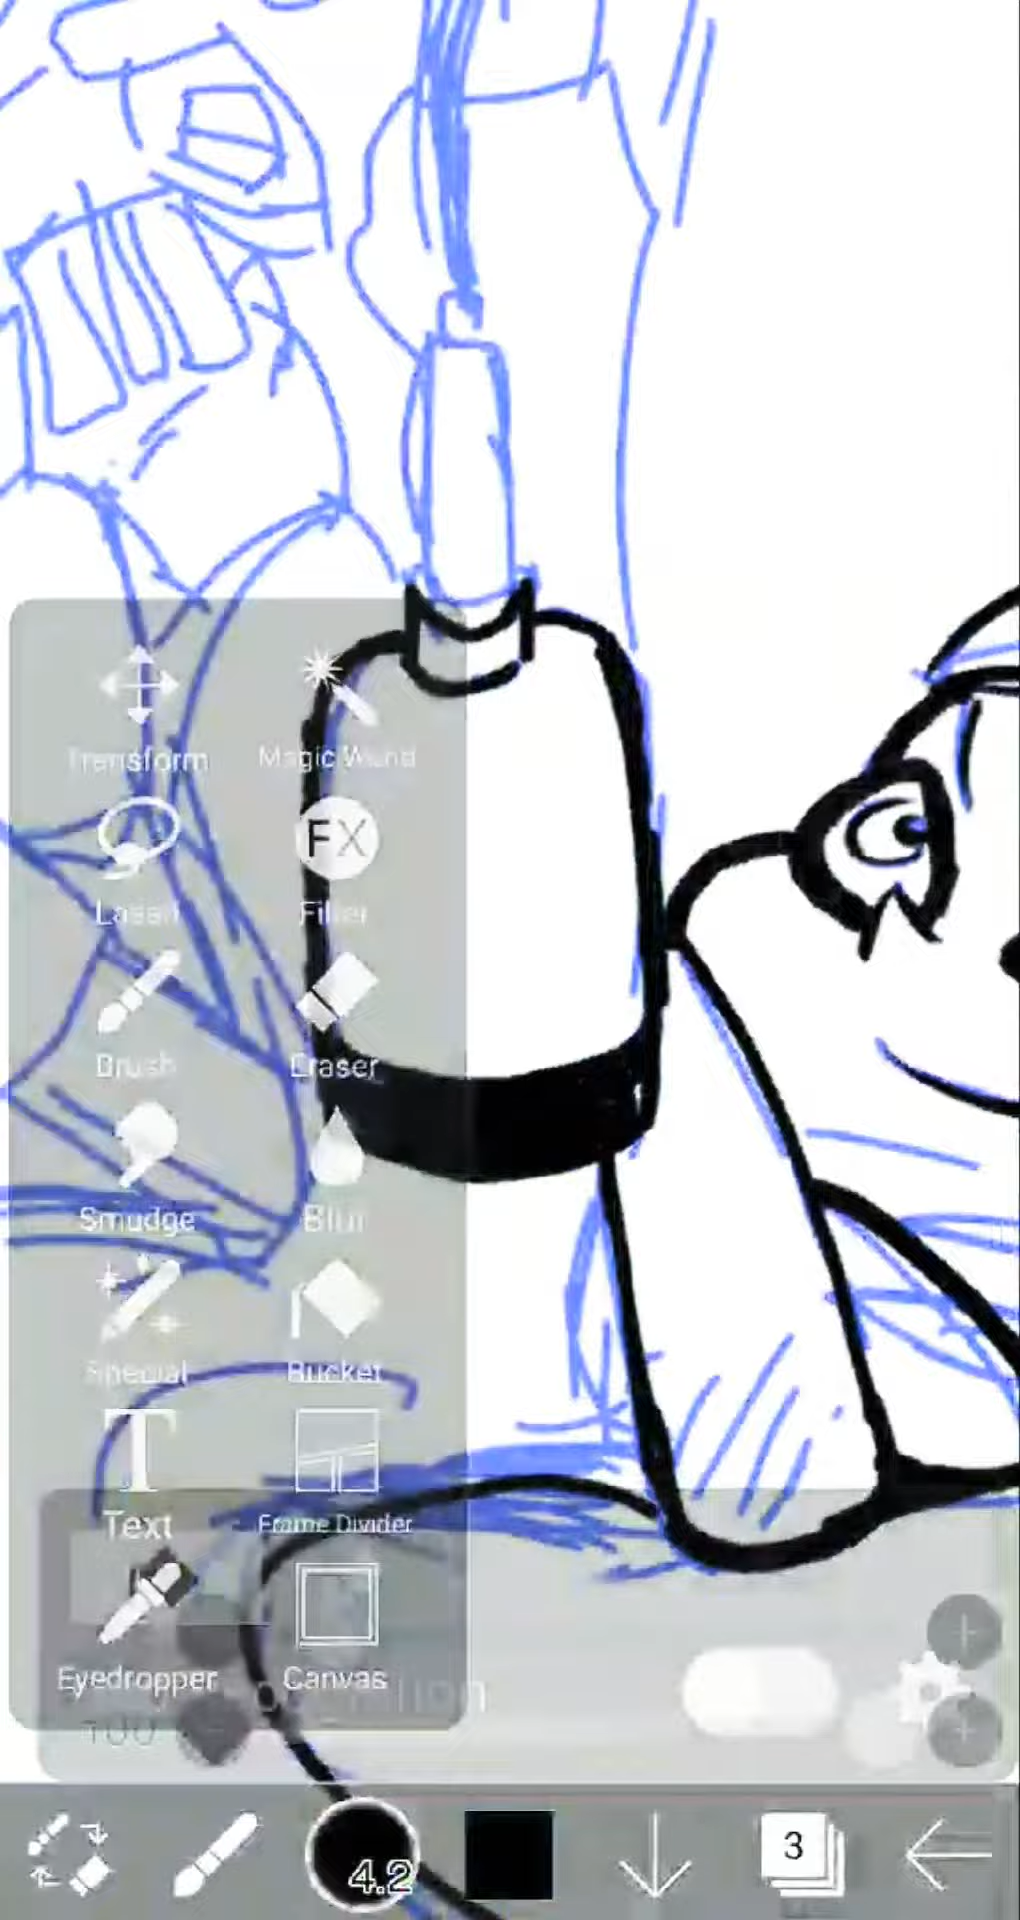 Transform
Magic Wand
Lasso
FX
Filter
Brush
Eraser
Smudge
Blur
Special
Bucket
T
Text
Frame Divider
Eyedropper
Canvas
4.2
3